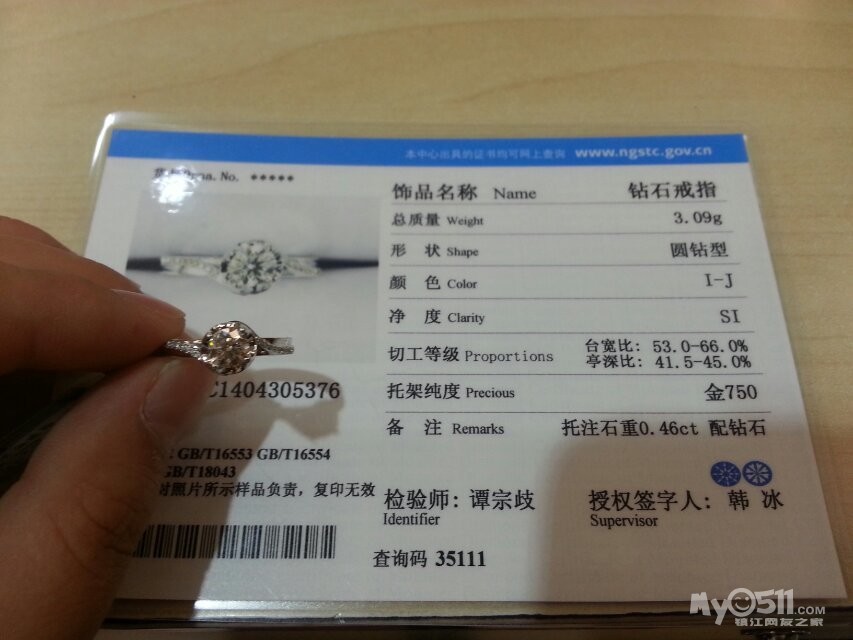 本中心出具的证书均可网上查询 www.ngstc.gov.cn
No. *****
饰品名称 Name 钻石戒指
总质量 Weight 3.09g
形 状 Shape 圆钻型
颜 色 Color I-J
净 度 Clarity SI
切工等级 Proportions 台宽比: 53.0-66.0%
亭深比: 41.5-45.0%
托架纯度 Precious 金750
备 注 Remarks 托注石重0.46ct 配钻石
1404305376
GB/T16553 GB/T16554
GB/T18043
对照片所示样品负责，复印无效
检验师: 谭宗歧
Identifier
授权签字人: 韩 冰
Supervisor
查询码 35111
My0511.COM
镇江网友之家